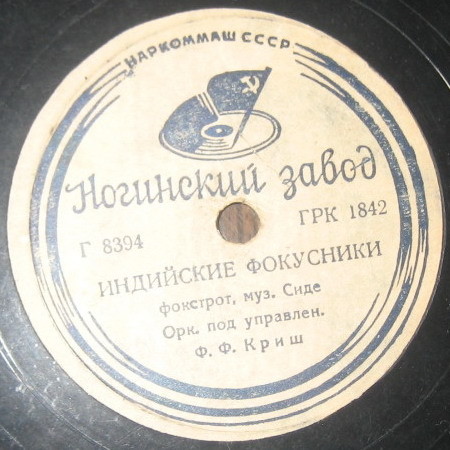 НАРКОММАШ СССР
Ногинский завод
Г 8394
ГРК 1842
ИНДИЙСКИЕ ФОКУСНИКИ
фокстрот, муз. Сиде
Орк. под управлен.
Ф. Ф. Криш